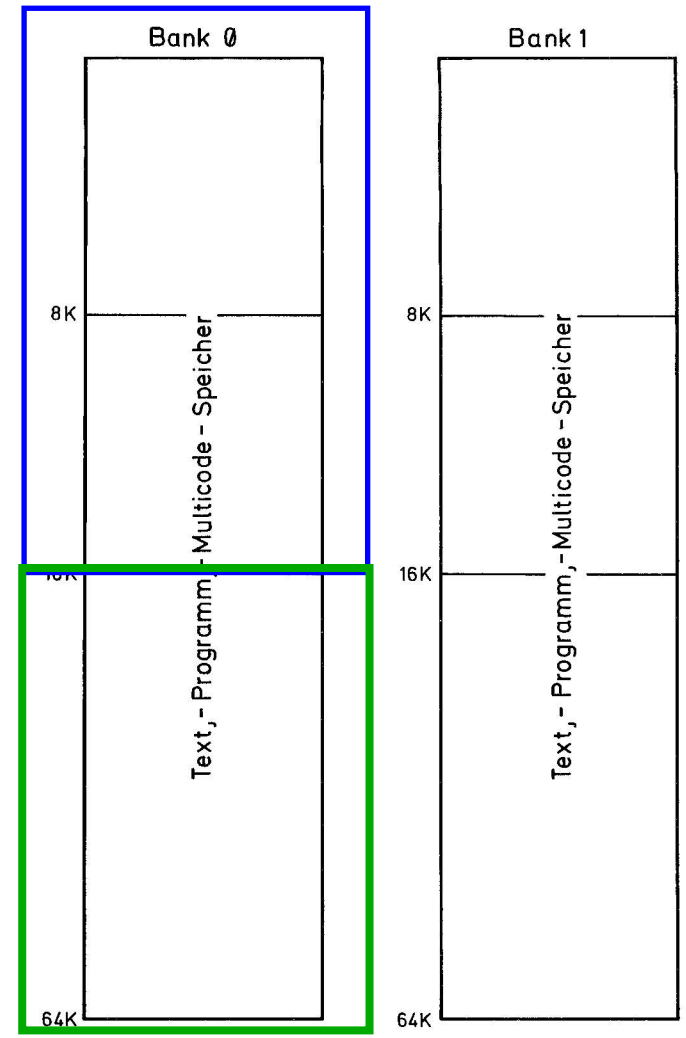 Bank 0
8K
Text,- Programm,-Multicode - Speicher
64K
Bank 1
8K
16K
Text,- Programm,-Multicode - Speicher
64K